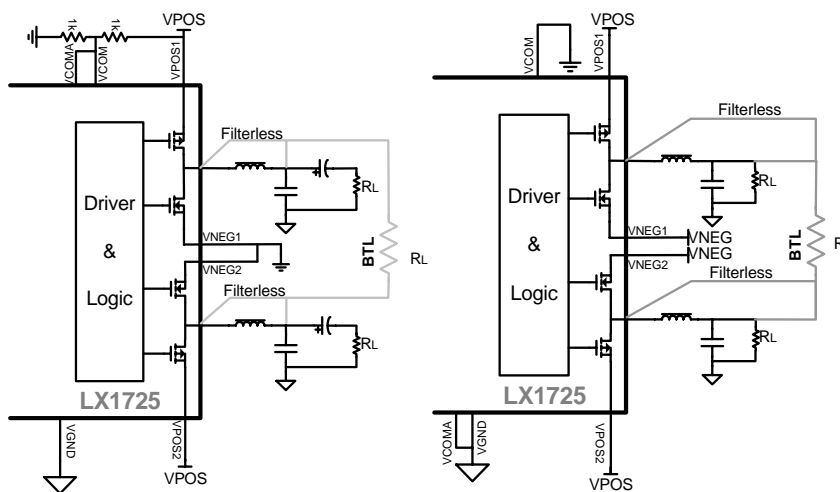 VPOS
1k
1k
VCOMA
VCOM
VPOS1
Filterless
Driver
&
Logic
RL
VNEG1
VNEG2
BTL
RL
Filterless
RL
LX1725
VGND
VPOS2
VPOS
VPOS
VCOM
VPOS1
Filterless
Driver
&
Logic
RL
VNEG1
VNEG
VNEG2
VNEG
BTL
R
Filterless
RL
LX1725
VCOMA
VGND
VPOS2
VPOS